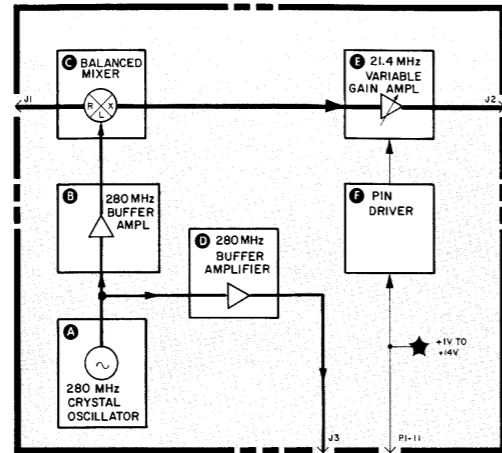 C BALANCED
MIXER
R X
L
J1
E 21.4 MHz
VARIABLE
GAIN AMPL
J2
B 280 MHz
BUFFER
AMPL
D 280 MHz
BUFFER
AMPLIFIER
F PIN
DRIVER
A
280 MHz
CRYSTAL
OSCILLATOR
+1V TO
+14V
J3
P1-11